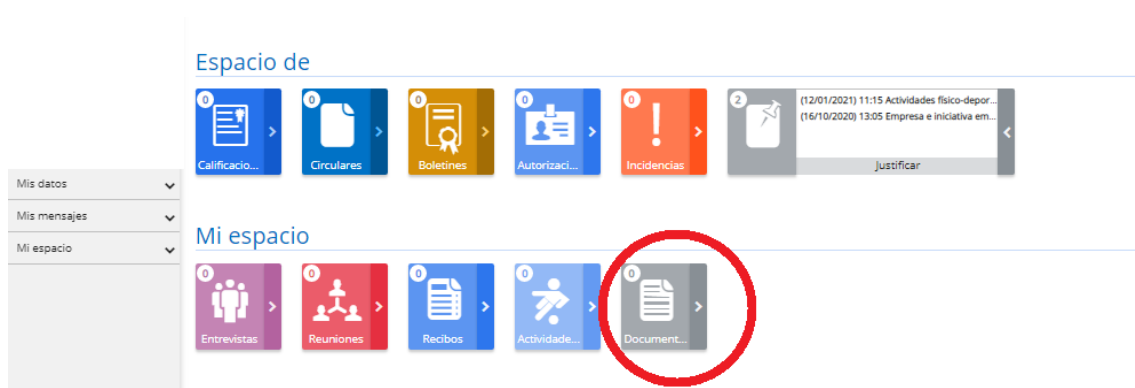 Espacio de
0
Calificacio...
0
Circulares
0
Boletines
0
Autorizaci...
0
Incidencias
2
(12/01/2021) 11:15 Actividades físico-depor...
(16/10/2020) 13:05 Empresa e iniciativa em...
Justificar
Mis datos
Mis mensajes
Mi espacio
Mi espacio
0
Entrevistas
0
Reuniones
0
Recibos
0
Actividade...
0
Document...